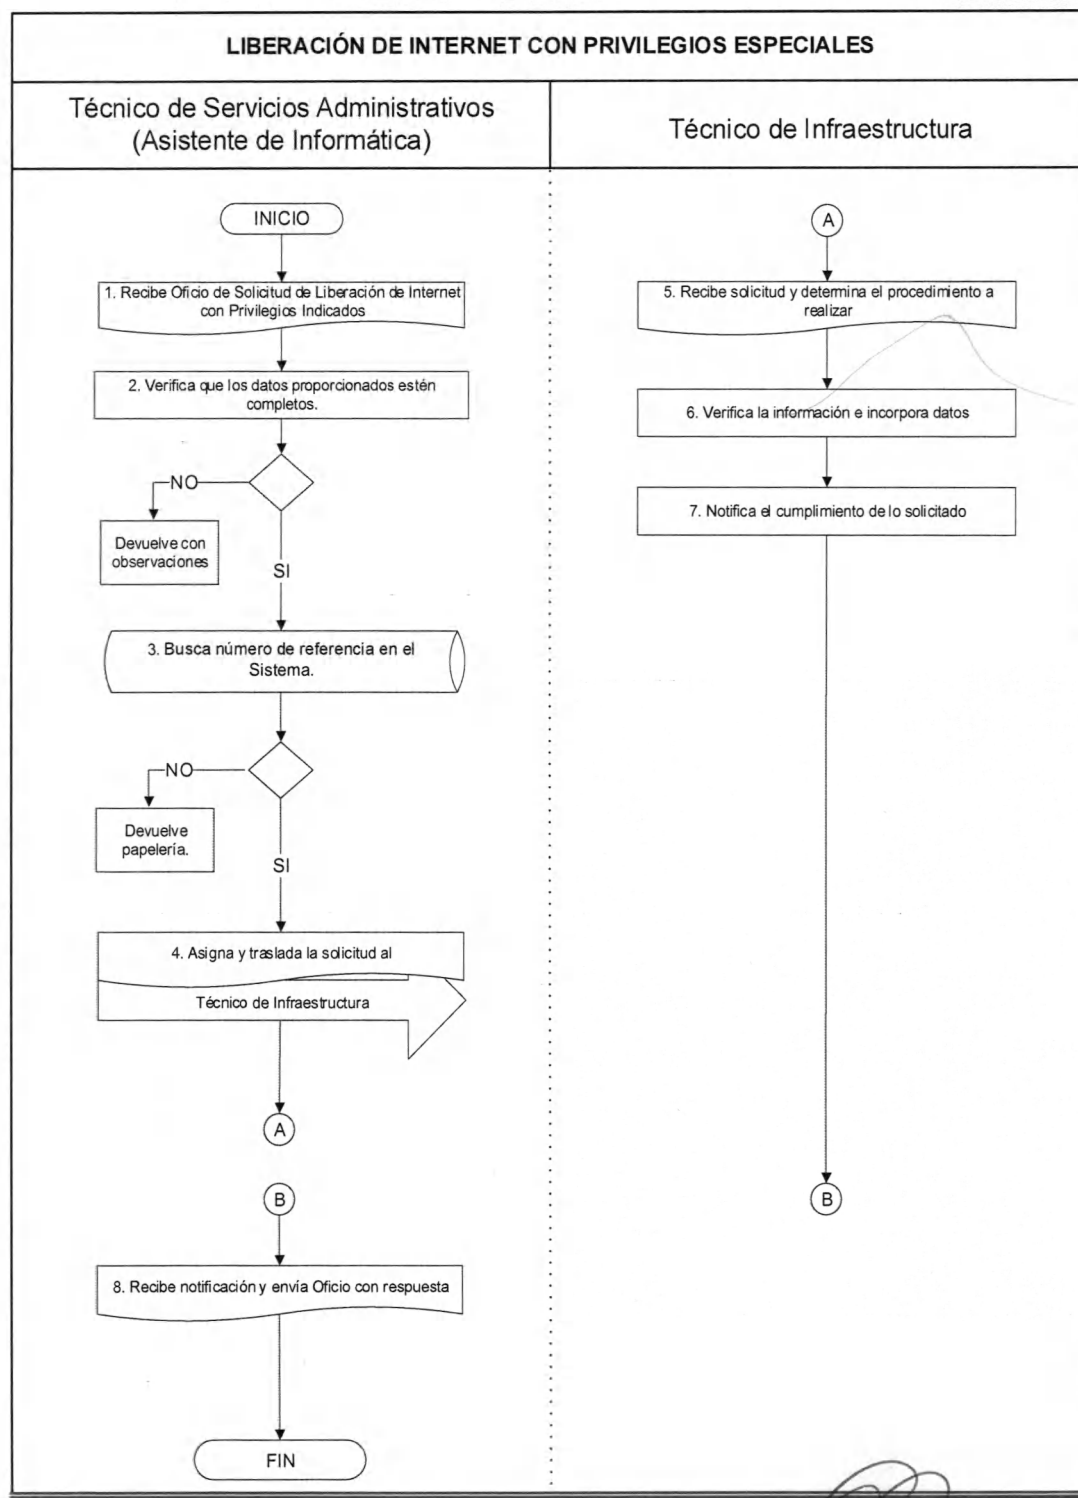 LIBERACIÓN DE INTERNET CON PRIVILEGIOS ESPECIALES
Técnico de Servicios Administrativos
(Asistente de Informática)
Técnico de Infraestructura
INICIO
1. Recibe Oficio de Solicitud de Liberación de Internet
con Privilegios Indicados
2. Verifica que los datos proporcionados estén
completos.
NO
Devuelve con
observaciones
SI
3. Busca número de referencia en el
Sistema.
NO
Devuelve
papelería.
SI
4. Asigna y traslada la solicitud al
Técnico de Infraestructura
A
B
8. Recibe notificación y envía Oficio con respuesta
FIN
A
5. Recibe solicitud y determina el procedimiento a
realizar
6. Verifica la información e incorpora datos
7. Notifica el cumplimiento de lo solicitado
B